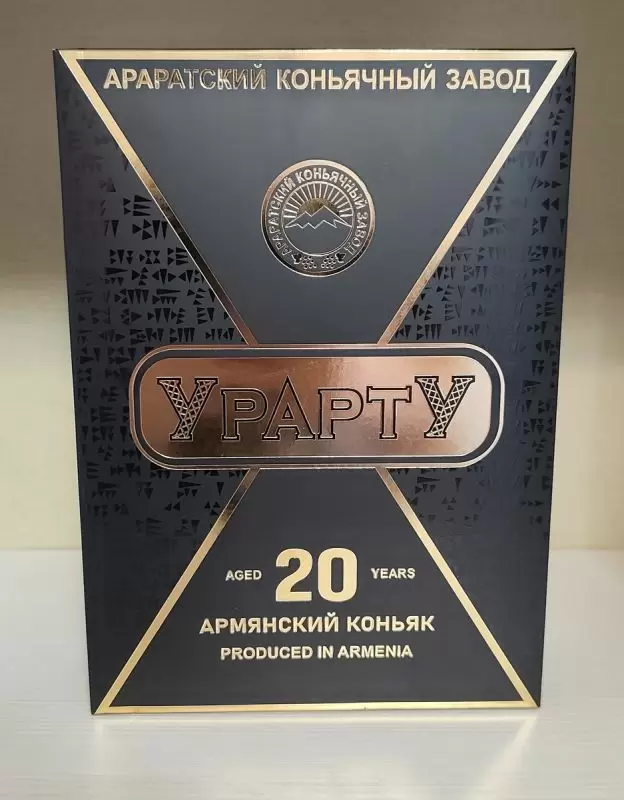 АРАРАТСКИЙ КОНЬЯЧНЫЙ ЗАВОД
АРАРАТСКИЙ КОНЬЯЧНЫЙ ЗАВОД
УРАРТУ
AGED 20 YEARS
АРМЯНСКИЙ КОНЬЯК
PRODUCED IN ARMENIA